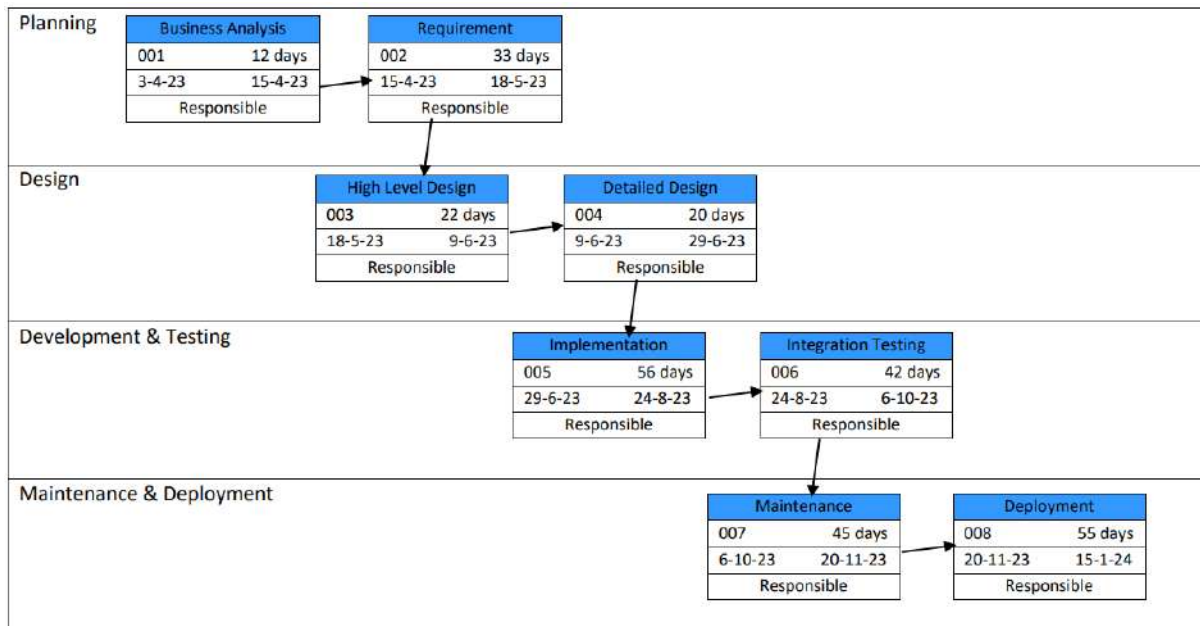 Planning
Business Analysis
001 12 days
3-4-23 15-4-23
Responsible
Requirement
002 33 days
15-4-23 18-5-23
Responsible
Design
High Level Design
003 22 days
18-5-23 9-6-23
Responsible
Detailed Design
004 20 days
9-6-23 29-6-23
Responsible
Development & Testing
Implementation
005 56 days
29-6-23 24-8-23
Responsible
Integration Testing
006 42 days
24-8-23 6-10-23
Responsible
Maintenance & Deployment
Maintenance
007 45 days
6-10-23 20-11-23
Responsible
Deployment
008 55 days
20-11-23 15-1-24
Responsible